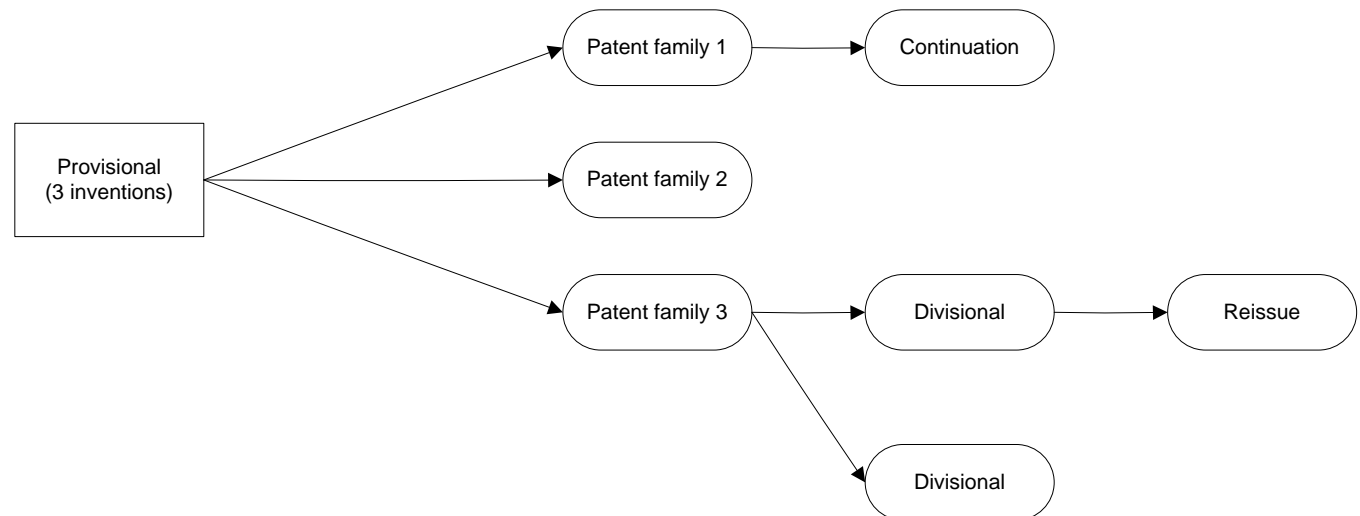 Patent family 1
Continuation
Provisional
(3 inventions)
Patent family 2
Patent family 3
Divisional
Reissue
Divisional